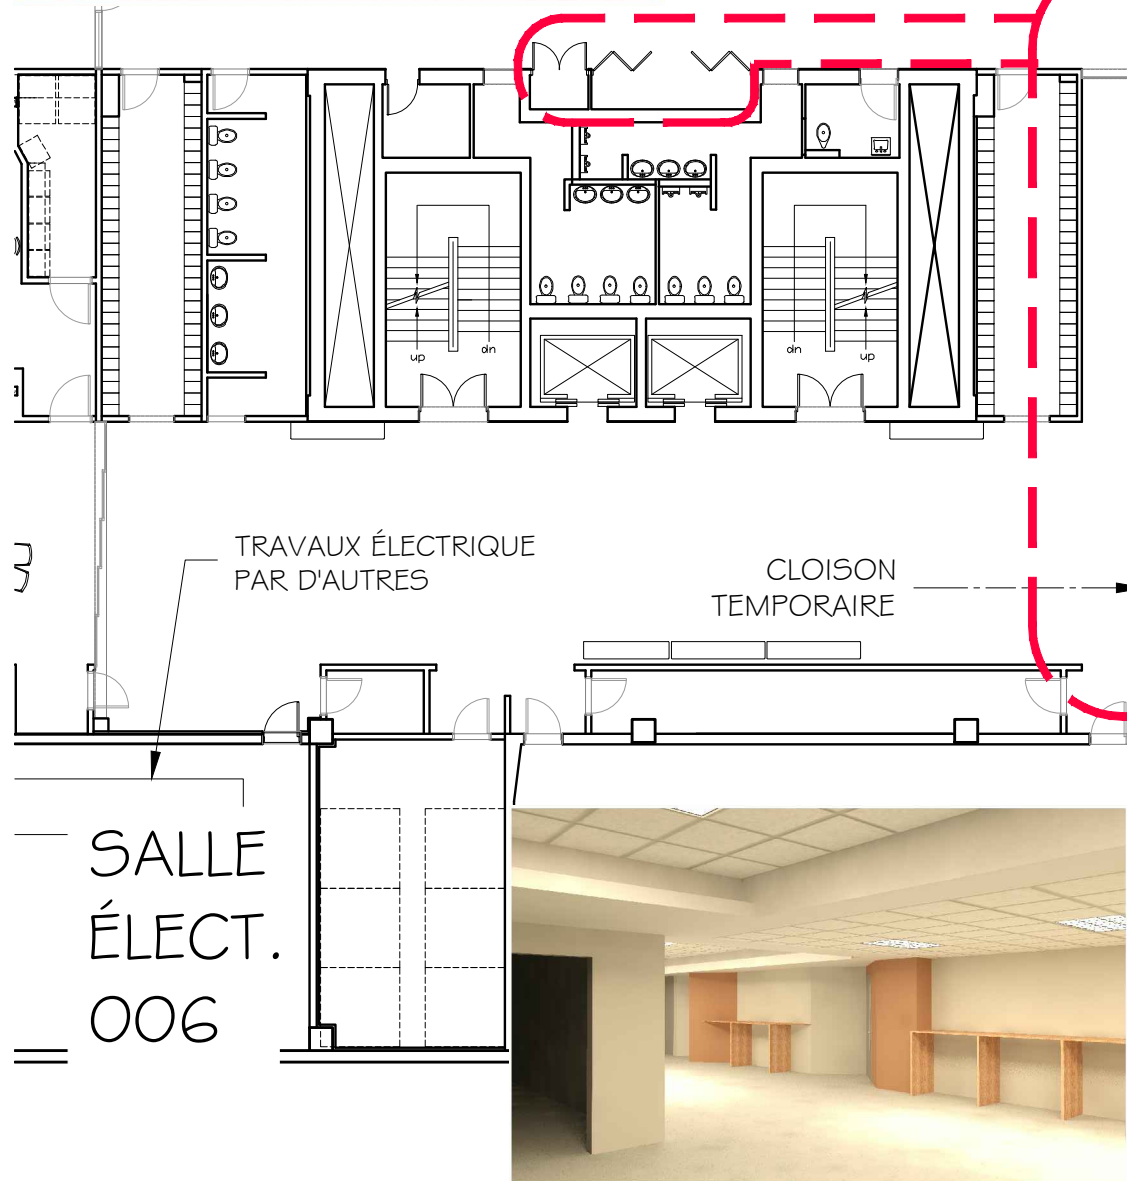 up
dn
dn
up
TRAVAUX ÉLECTRIQUE
PAR D'AUTRES
CLOISON
TEMPORAIRE
SALLE
ÉLECT.
006